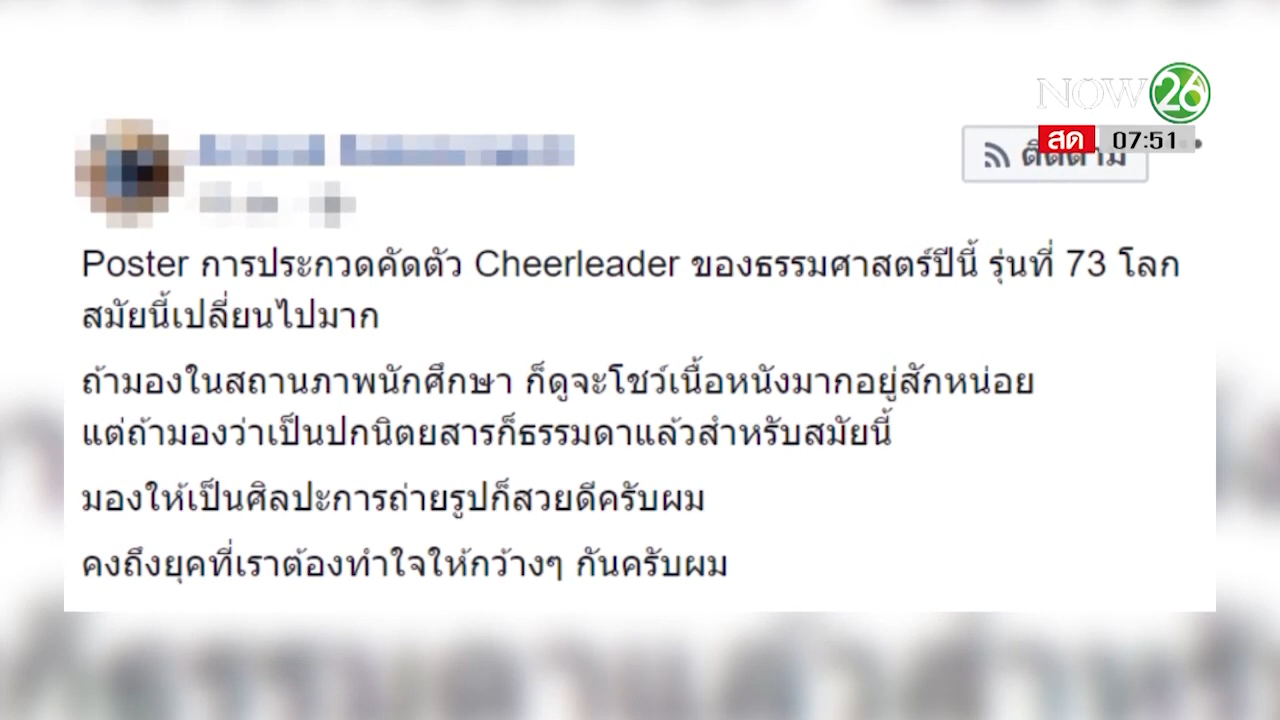 NOW 26
สด 07:51
ติดตาม
Poster การประกวดคัดตัว Cheerleader ของธรรมศาสตร์ปีนี้ รุ่นที่ 73 โลก
สมัยนี้เปลี่ยนไปมาก
ถ้ามองในสถานภาพนักศึกษา ก็ดูจะโชว์เนื้อหนังมากอยู่สักหน่อย
แต่ถ้ามองว่าเป็นปกนิตยสารก็ธรรมดาแล้วสำหรับสมัยนี้
มองให้เป็นศิลปะการถ่ายรูปก็สวยดีครับผม
คงถึงยุคที่เราต้องทำใจให้กว้างๆ กันครับผม